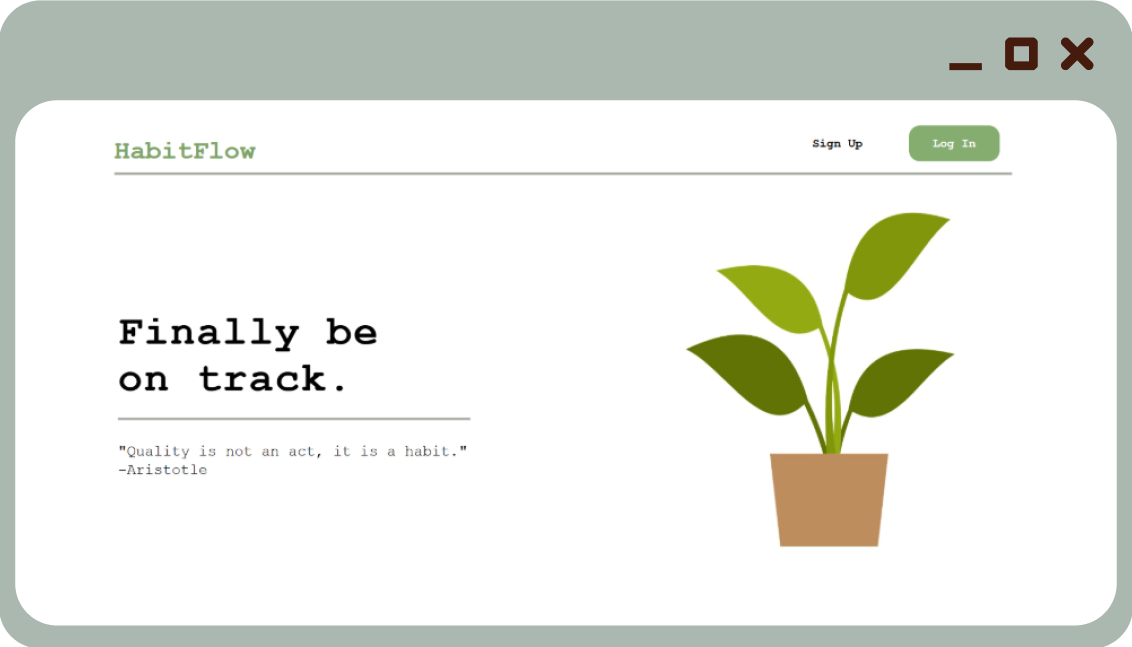 HabitFlow
Sign Up
Log In
Finally be
on track.
"Quality is not an act, it is a habit."
-Aristotle